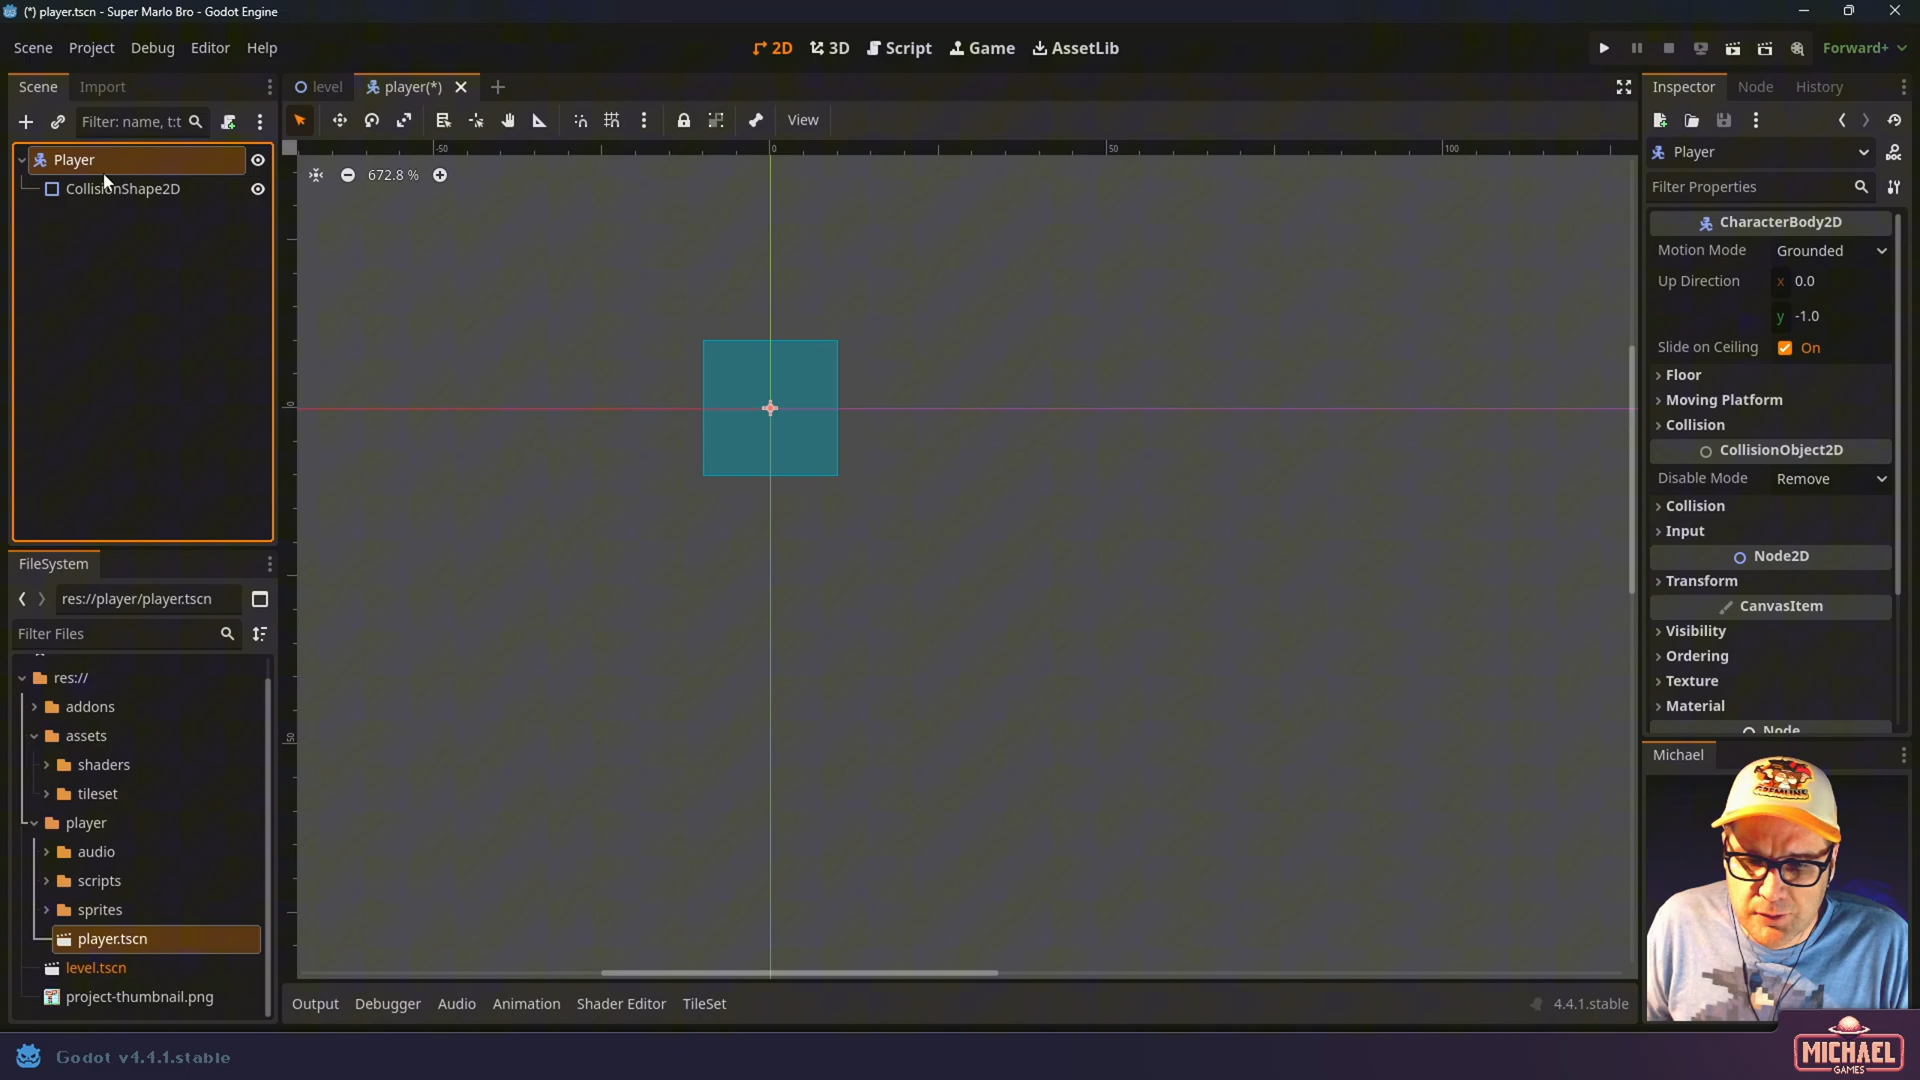 (*) player.tscn - Super Marlo Bro - Godot Engine
Scene Project Debug Editor Help
2D 3D Script Game AssetLib
Forward+
Scene Import
level player(*)
Inspector Node History
Filter: name, t:t
View
Player
CollisionShape2D
-50 0 50 100
672.8 %
0
50
Player
Filter Properties
CharacterBody2D
Motion Mode Grounded
Up Direction x 0.0
y -1.0
Slide on Ceiling On
Floor
Moving Platform
Collision
CollisionObject2D
Disable Mode Remove
Collision
Input
Node2D
Transform
CanvasItem
Visibility
Ordering
Texture
Material
Node
FileSystem
res://player/player.tscn
Filter Files
res://
addons
assets
shaders
tileset
player
audio
scripts
sprites
player.tscn
level.tscn
project-thumbnail.png
Output Debugger Audio Animation Shader Editor TileSet
4.4.1.stable
Michael
GREMLINS
Godot v4.4.1.stable
MICHAEL
GAMES